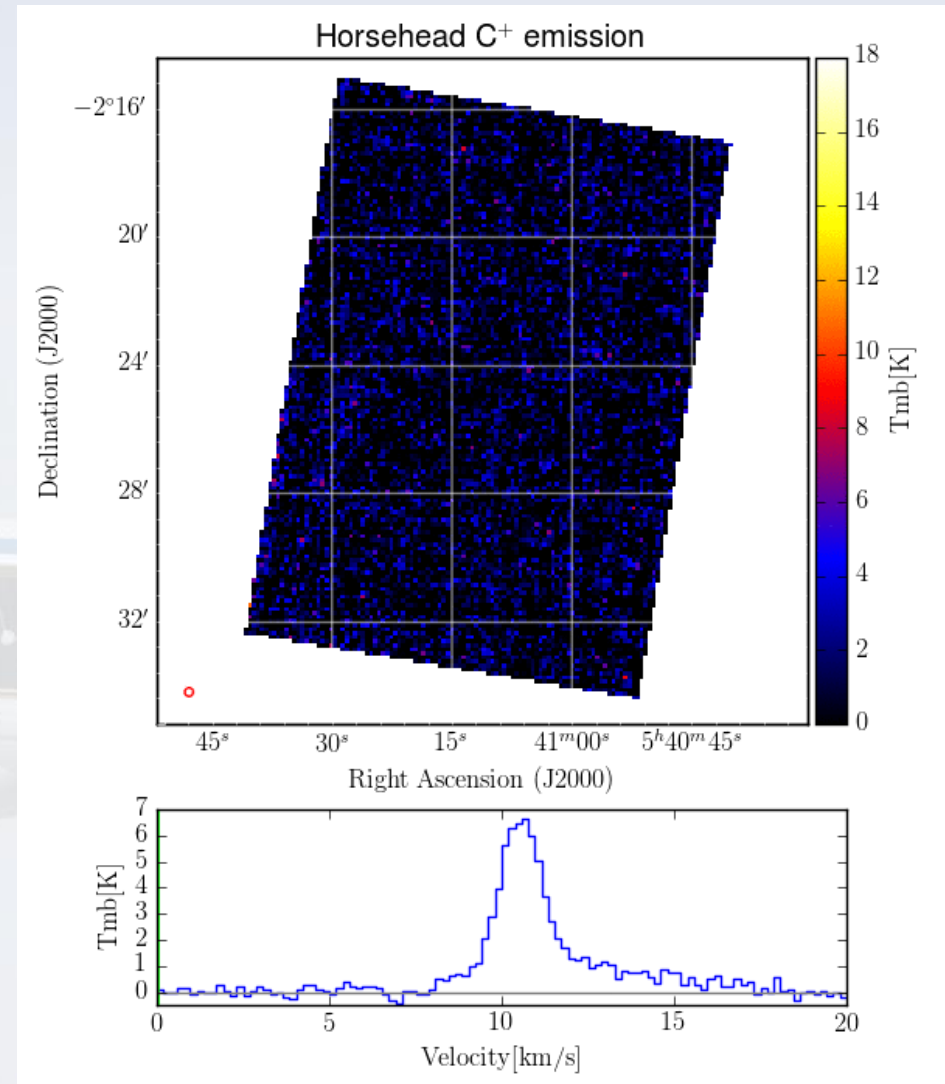 Horsehead C⁺ emission
18
16
14
12
10
8
6
4
2
0
Tmb[K]
−2°16′
20′
24′
28′
32′
Declination (J2000)
45ˢ 30ˢ 15ˢ 41ᵐ00ˢ 5ʰ40ᵐ45ˢ
Right Ascension (J2000)
7
6
5
4
3
2
1
0
Tmb[K]
0 5 10 15 20
Velocity[km/s]